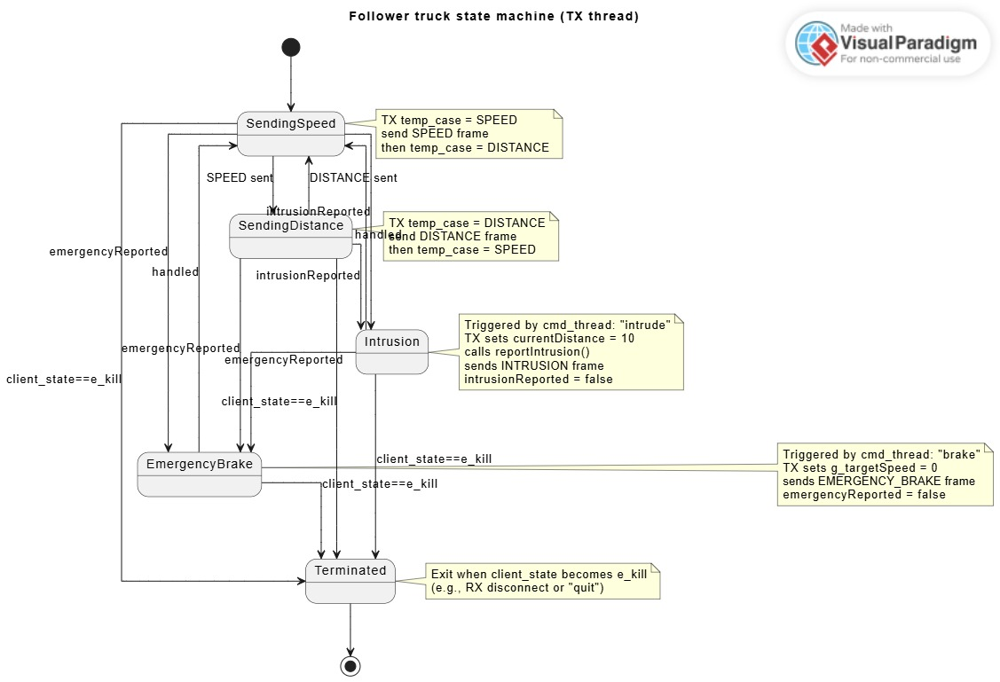 Follower truck state machine (TX thread)
Made with
VisualParadigm
For non-commercial use
SendingSpeed
TX temp_case = SPEED
send SPEED frame
then temp_case = DISTANCE
SPEED sent
DISTANCE sent
intrusionReported
SendingDistance
TX temp_case = DISTANCE
send DISTANCE frame
then temp_case = SPEED
handled
emergencyReported
handled
intrusionReported
Intrusion
Triggered by cmd_thread: "intrude"
TX sets currentDistance = 10
calls reportIntrusion()
sends INTRUSION frame
intrusionReported = false
emergencyReported
emergencyReported
client_state==e_kill
client_state==e_kill
EmergencyBrake
client_state==e_kill
Triggered by cmd_thread: "brake"
TX sets g_targetSpeed = 0
sends EMERGENCY_BRAKE frame
emergencyReported = false
client_state==e_kill
Terminated
Exit when client_state becomes e_kill
(e.g., RX disconnect or "quit")